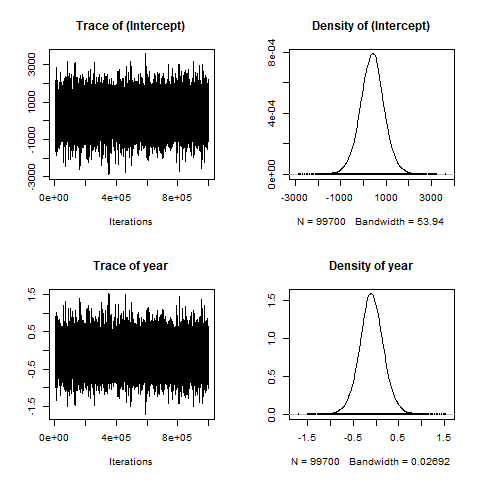 Trace of (Intercept)
3000
1000
-1000
-3000
0e+00 4e+05 8e+05
Iterations
Density of (Intercept)
8e-04
4e-04
0e+00
-3000 -1000 1000 3000
N = 99700 Bandwidth = 53.94
Trace of year
1.5
0.5
-0.5
-1.5
0e+00 4e+05 8e+05
Iterations
Density of year
1.5
1.0
0.5
0.0
-1.5 -0.5 0.5 1.5
N = 99700 Bandwidth = 0.02692